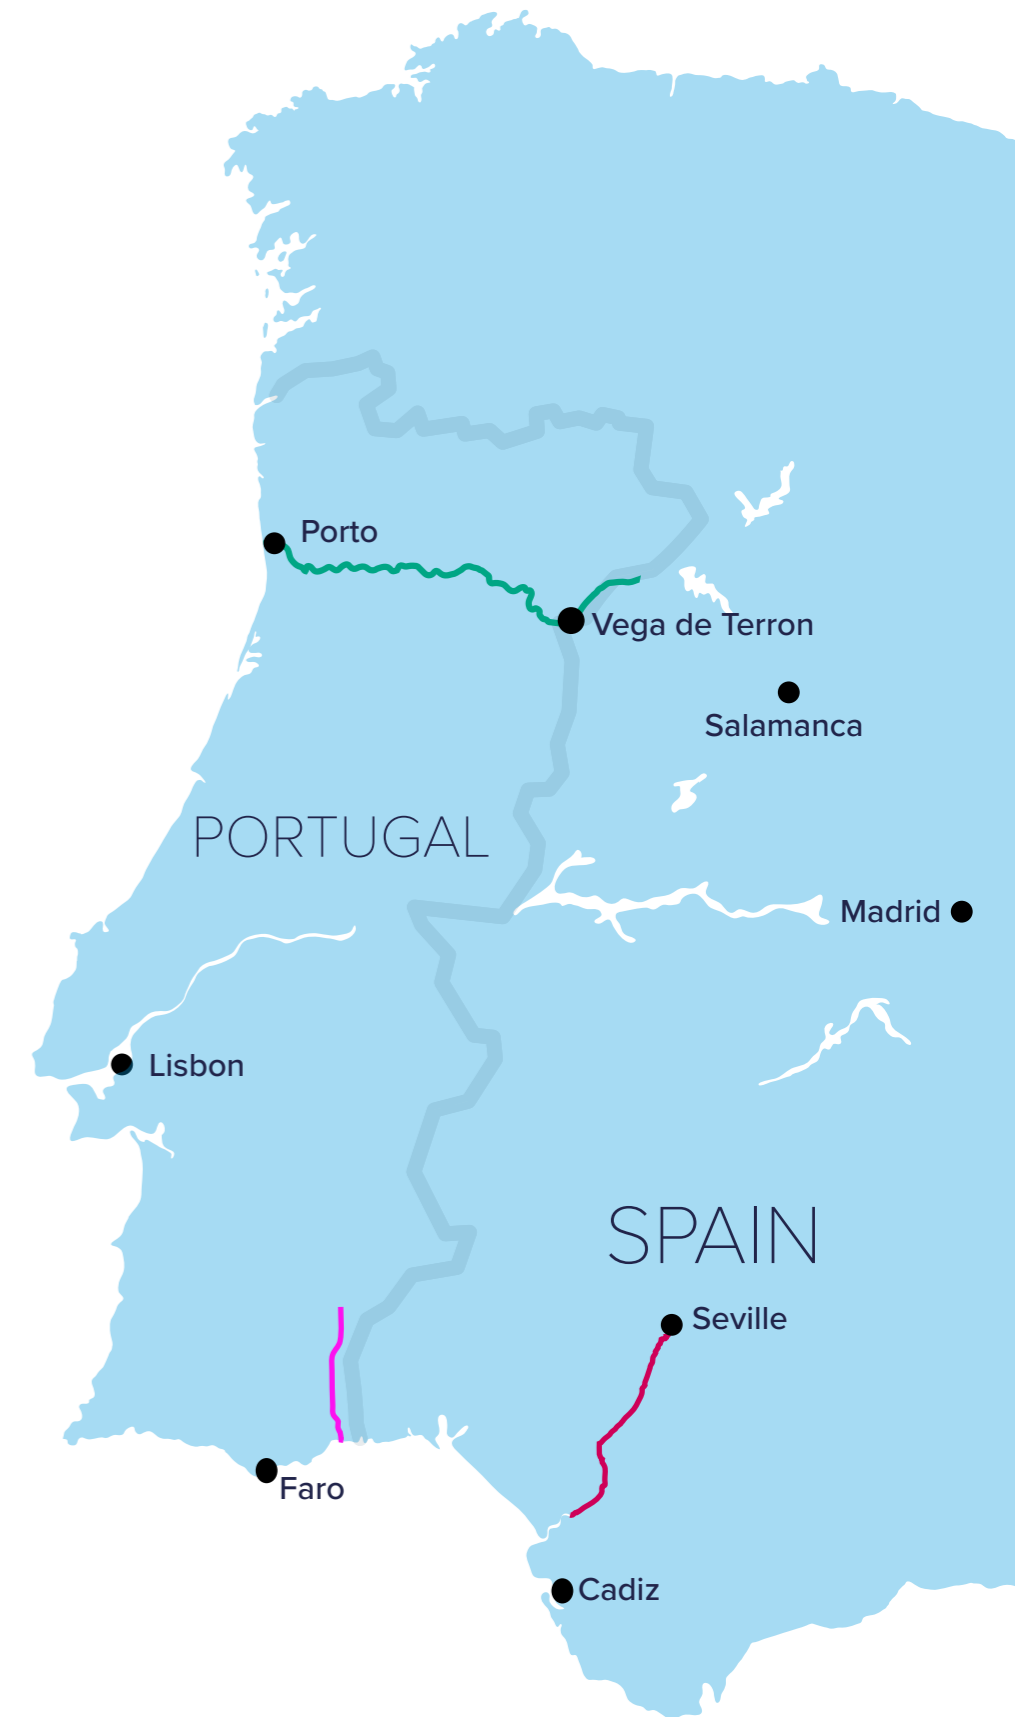 Porto
Vega de Terron
Salamanca
PORTUGAL
Madrid
Lisbon
SPAIN
Seville
Faro
Cadiz